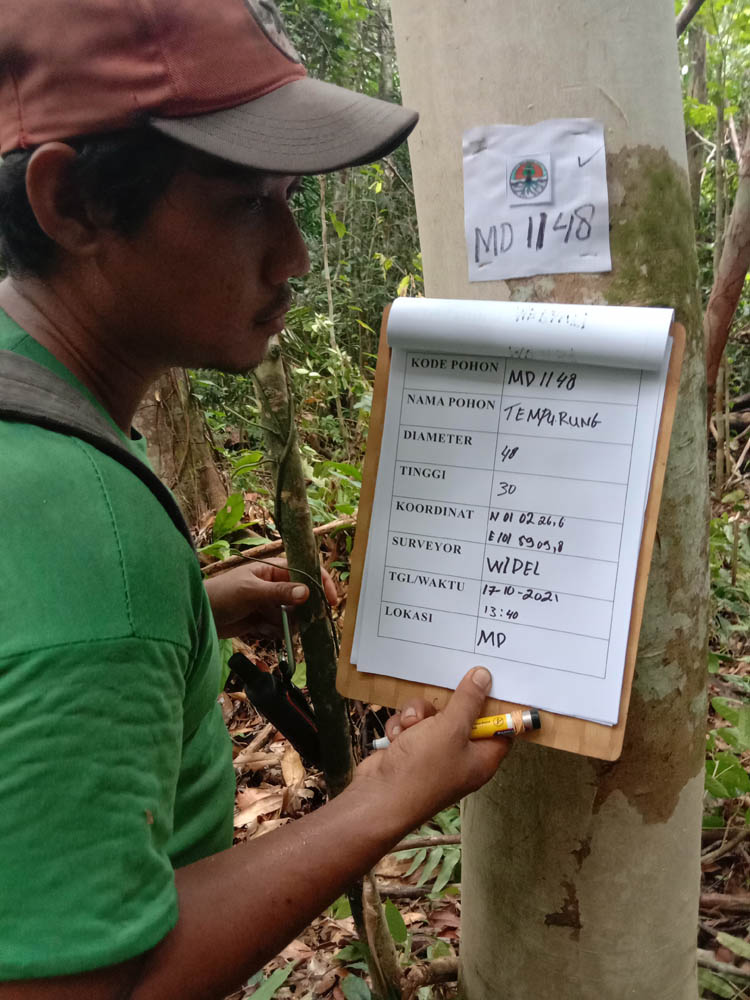 MD 1148
KODE POHON MD 1148
NAMA POHON TEMPURUNG
DIAMETER 48
TINGGI 30
KOORDINAT N 01 02 26,6
E 101 59 09,8
SURVEYOR WIDEL
TGL/WAKTU 17-10-2021
13:40
LOKASI MD